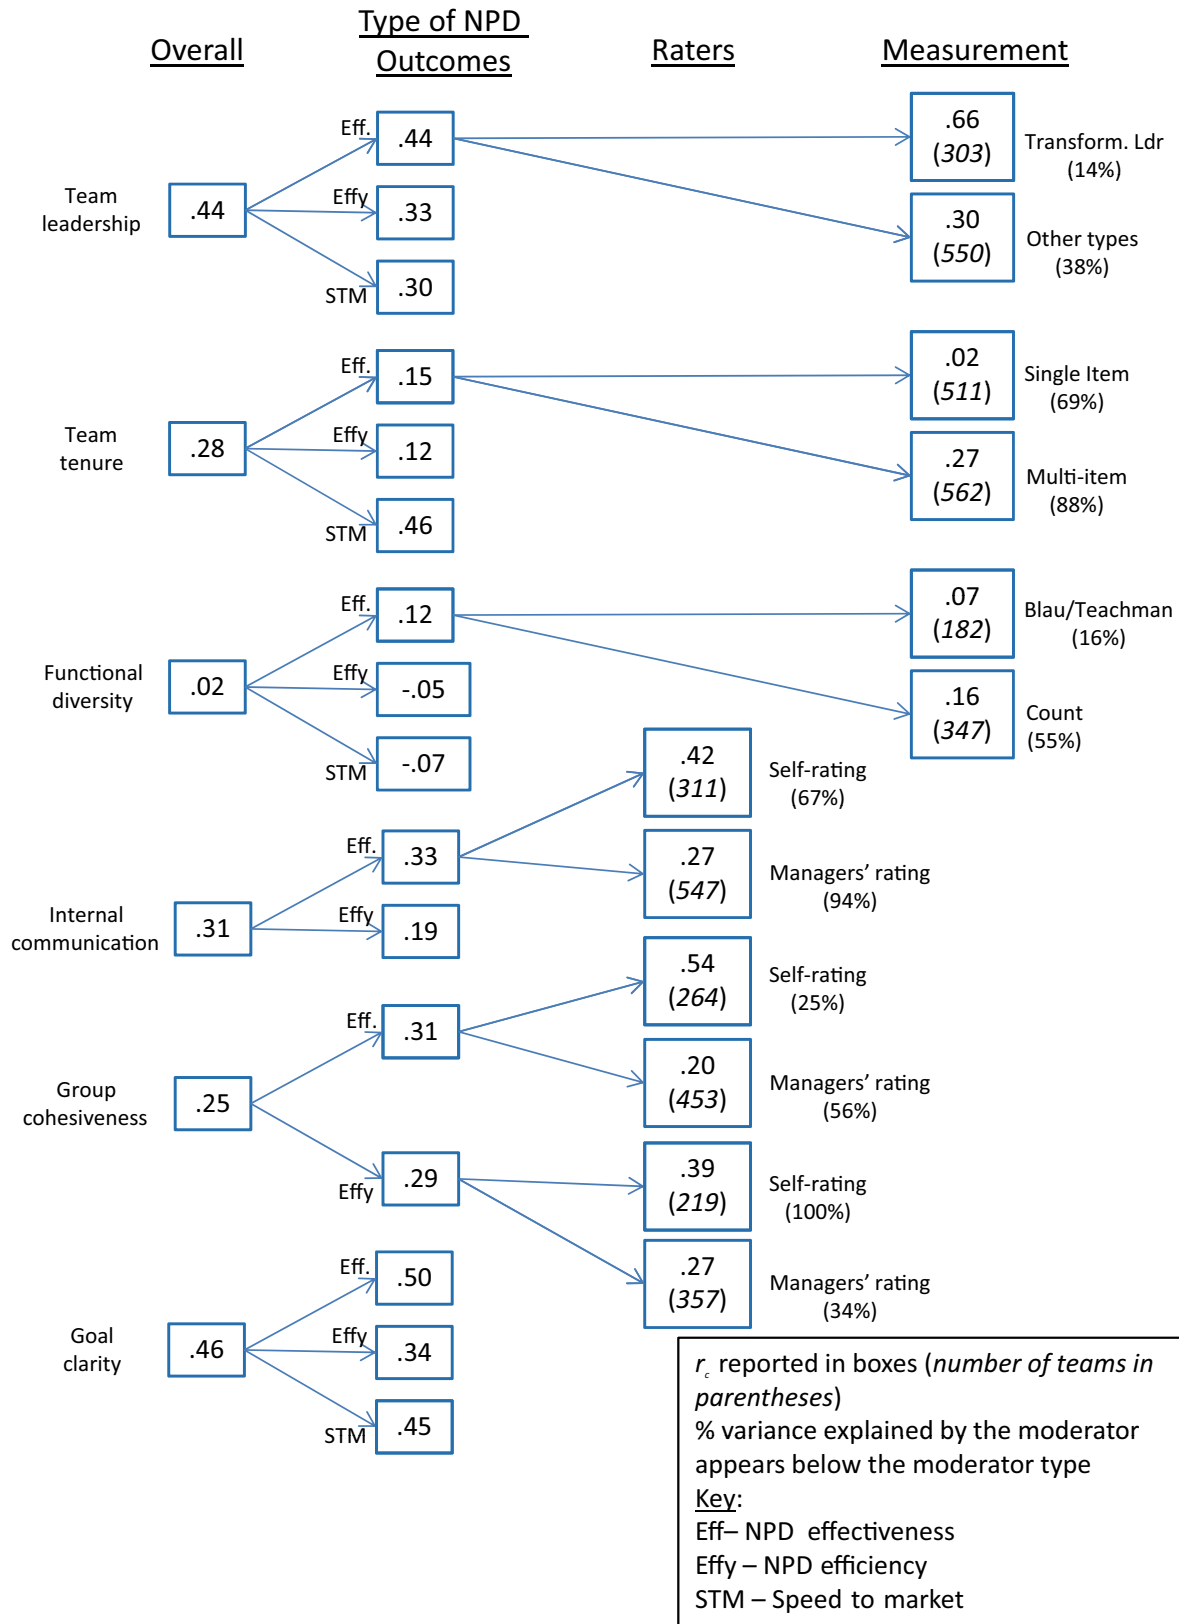 Overall
Type of NPD
Outcomes
Raters
Measurement
Team
leadership
.44
Eff.
.44
Effy
.33
STM
.30
.66
(303)
Transform. Ldr
(14%)
.30
(550)
Other types
(38%)
Team
tenure
.28
Eff.
.15
Effy
.12
STM
.46
.02
(511)
Single Item
(69%)
.27
(562)
Multi-item
(88%)
Functional
diversity
.02
Eff.
.12
Effy
-.05
STM
-.07
.07
(182)
Blau/Teachman
(16%)
.16
(347)
Count
(55%)
Internal
communication
.31
Eff.
.33
Effy
.19
.42
(311)
Self-rating
(67%)
.27
(547)
Managers’ rating
(94%)
Group
cohesiveness
.25
Eff.
.31
Effy
.29
.54
(264)
Self-rating
(25%)
.20
(453)
Managers’ rating
(56%)
.39
(219)
Self-rating
(100%)
.27
(357)
Managers’ rating
(34%)
Goal
clarity
.46
Eff.
.50
Effy
.34
STM
.45
rc reported in boxes (number of teams in
parentheses)
% variance explained by the moderator
appears below the moderator type
Key:
Eff– NPD effectiveness
Effy – NPD efficiency
STM – Speed to market